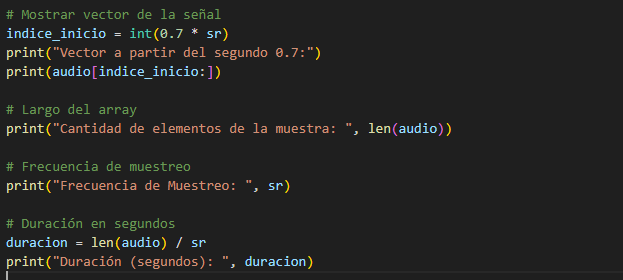 # Mostrar vector de la señal
indice_inicio = int(0.7 * sr)
print("Vector a partir del segundo 0.7:")
print(audio[indice_inicio:])
# Largo del array
print("Cantidad de elementos de la muestra: ", len(audio))
# Frecuencia de muestreo
print("Frecuencia de Muestreo: ", sr)
# Duración en segundos
duracion = len(audio) / sr
print("Duración (segundos): ", duracion)